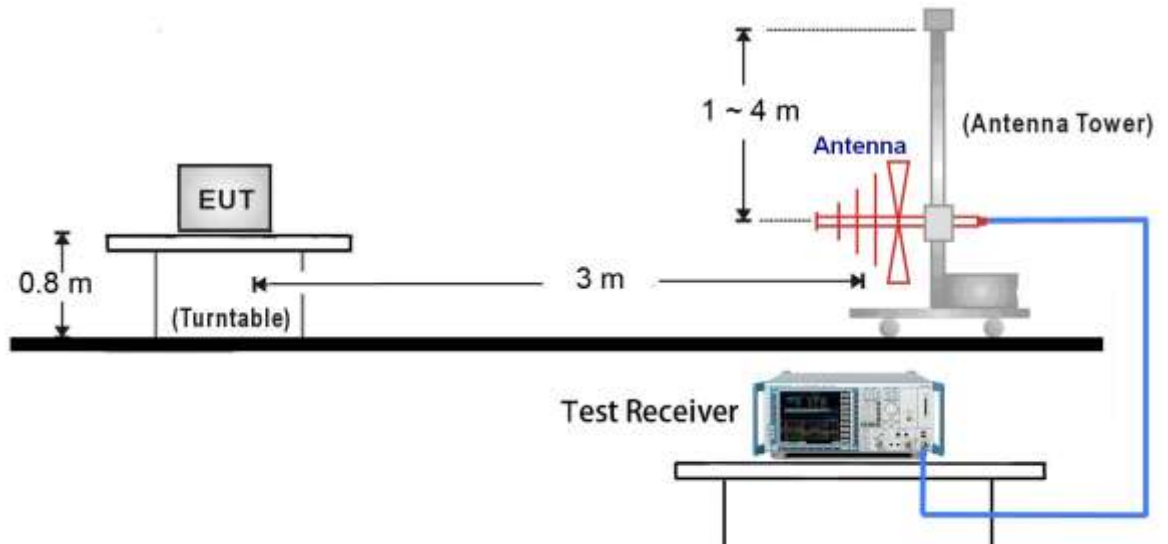 1 ~ 4 m
(Antenna Tower)
Antenna
EUT
0.8 m
3 m
(Turntable)
Test Receiver